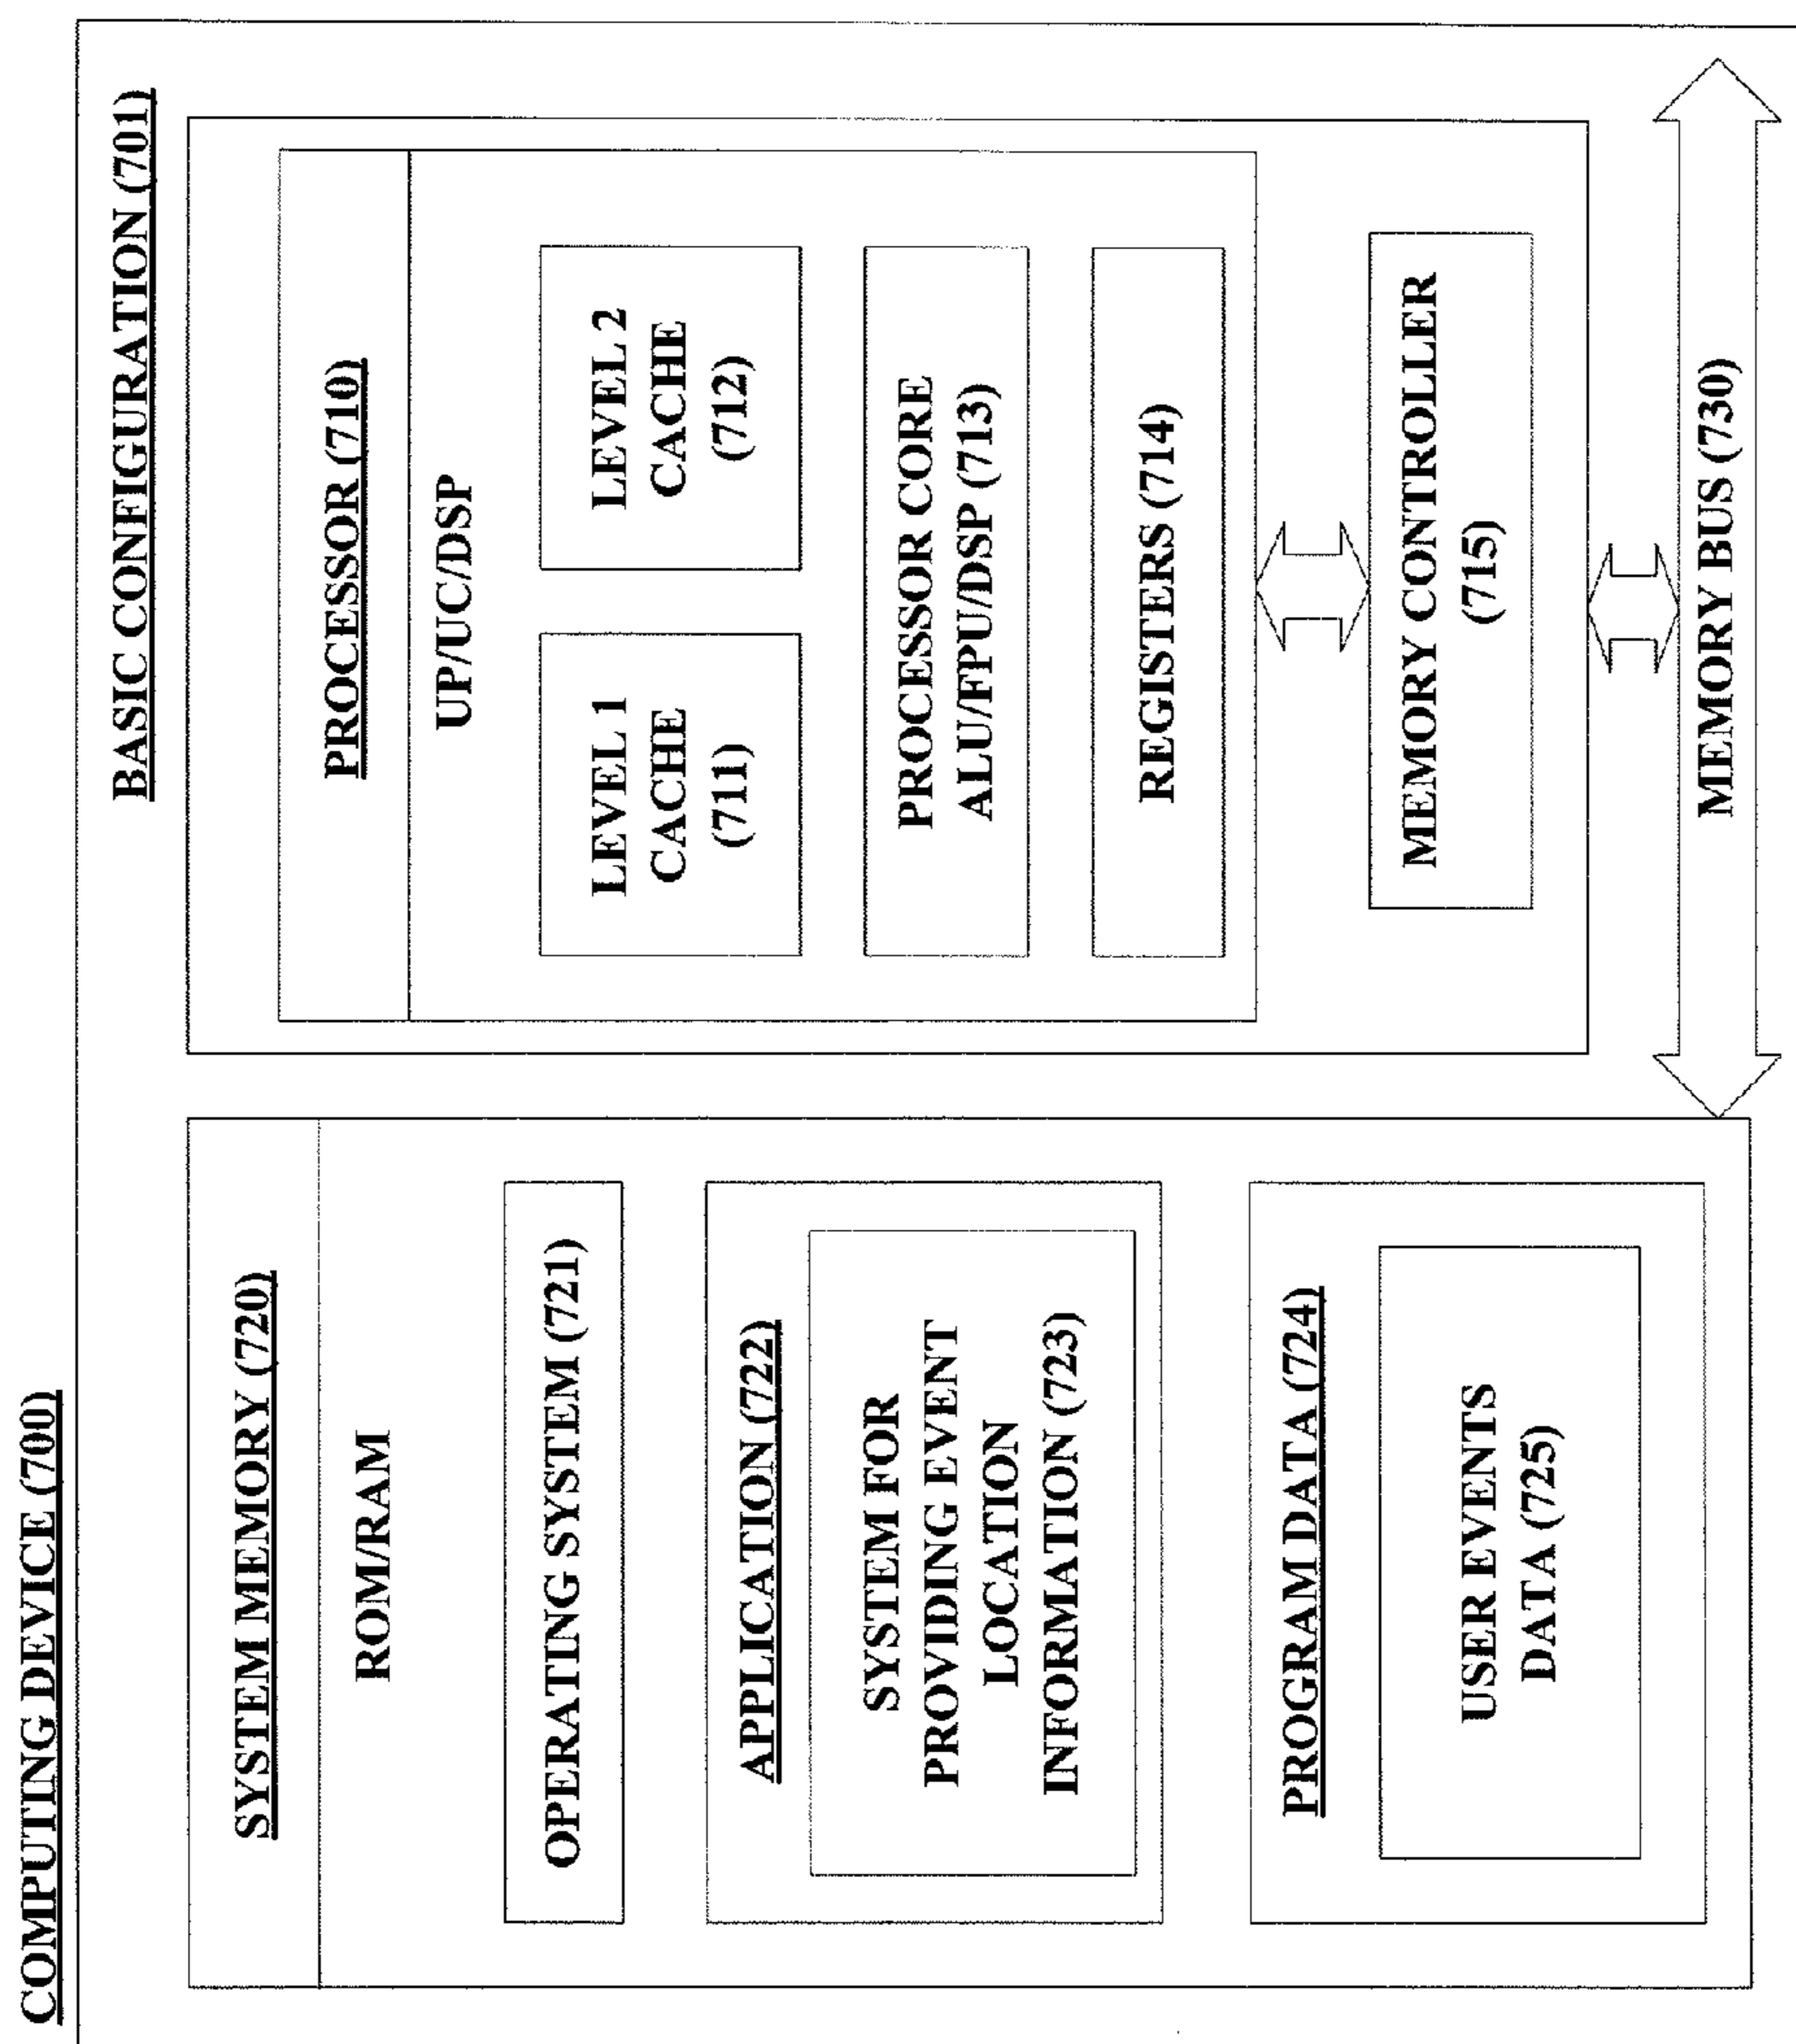 COMPUTING DEVICE (700)
BASIC CONFIGURATION (701)
SYSTEM MEMORY (720)
ROM/RAM
OPERATING SYSTEM (721)
APPLICATION (722)
SYSTEM FOR
PROVIDING EVENT
LOCATION
INFORMATION (723)
PROGRAM DATA (724)
USER EVENTS
DATA (725)
PROCESSOR (710)
UP/UC/DSP
LEVEL 1
CACHE
(711)
LEVEL 2
CACHE
(712)
PROCESSOR CORE
ALU/FPU/DSP (713)
REGISTERS (714)
MEMORY CONTROLLER
(715)
MEMORY BUS (730)